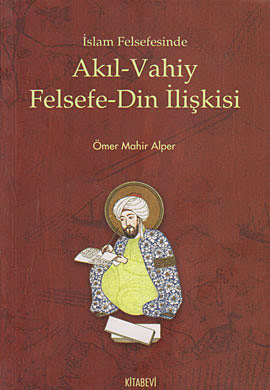 İslam Felsefesinde
Akıl-Vahiy
Felsefe-Din İlişkisi
Ömer Mahir Alper
KİTABEVİ